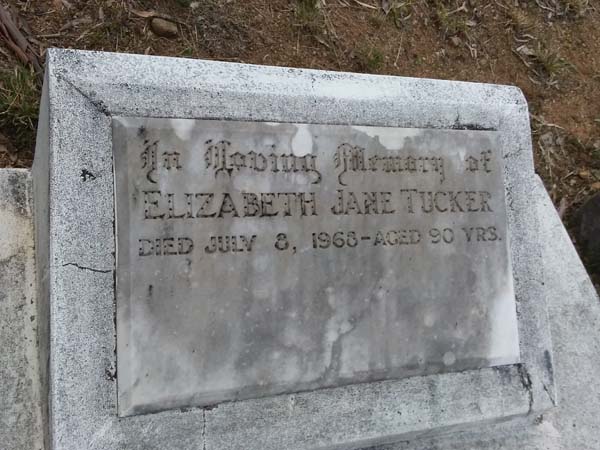 In Loving Memory of
ELIZABETH JANE TUCKER
DIED JULY 8, 1968-AGED 90 YRS.